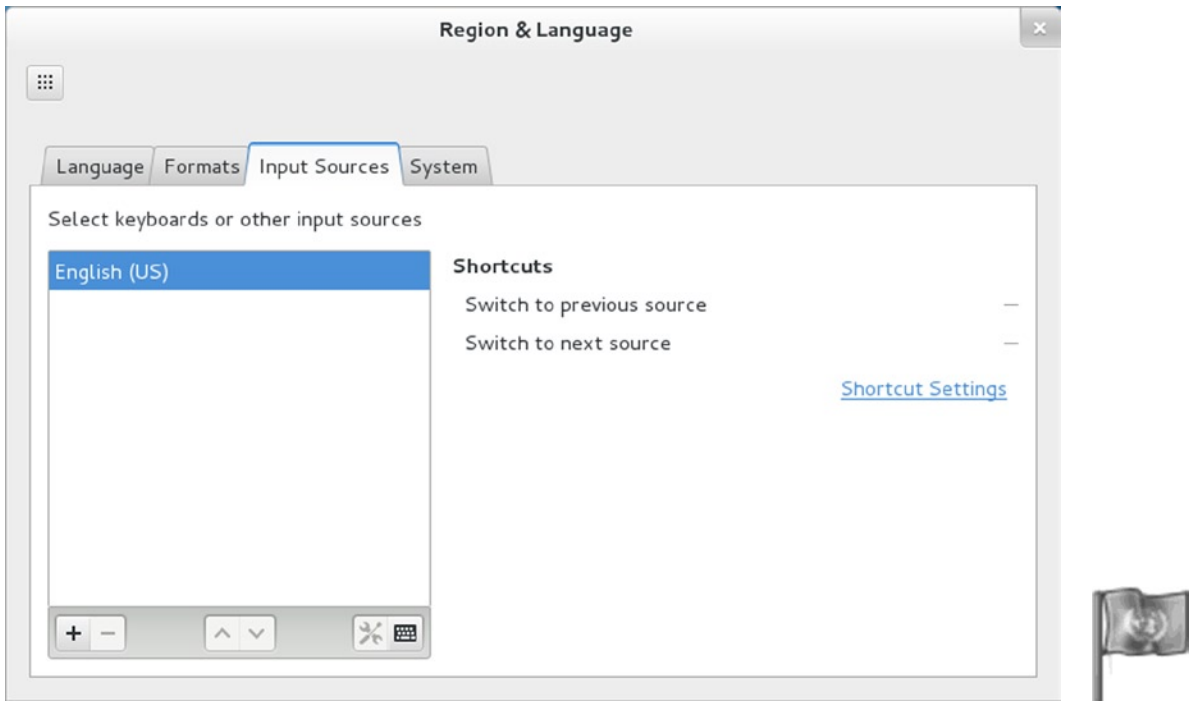 Region & Language
Language Formats Input Sources System
Select keyboards or other input sources
English (US)
Shortcuts
Switch to previous source —
Switch to next source —
Shortcut Settings